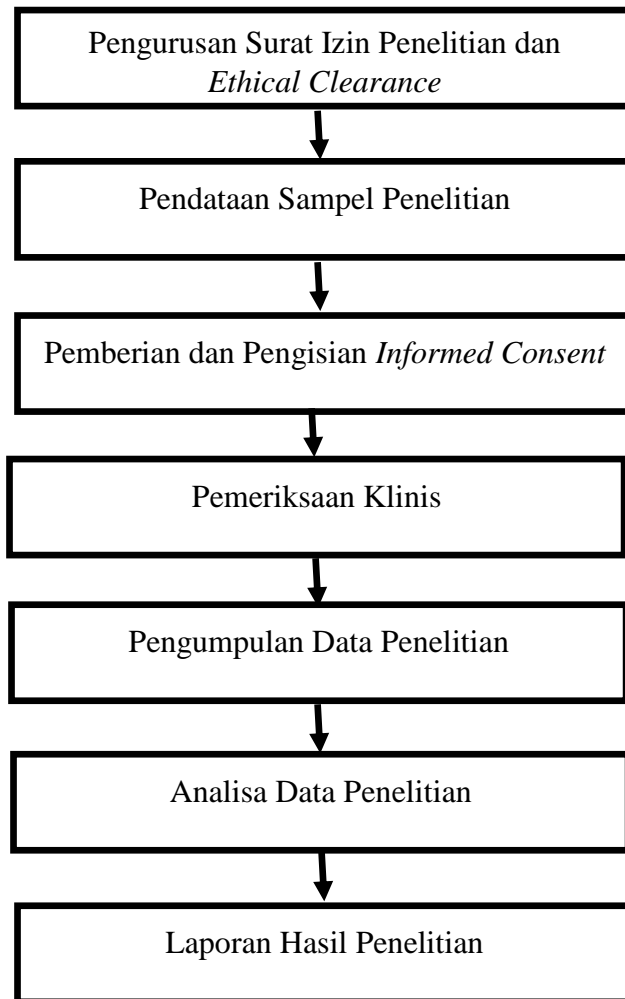 Pengurusan Surat Izin Penelitian dan
Ethical Clearance
Pendataan Sampel Penelitian
Pemberian dan Pengisian Informed Consent
Pemeriksaan Klinis
Pengumpulan Data Penelitian
Analisa Data Penelitian
Laporan Hasil Penelitian